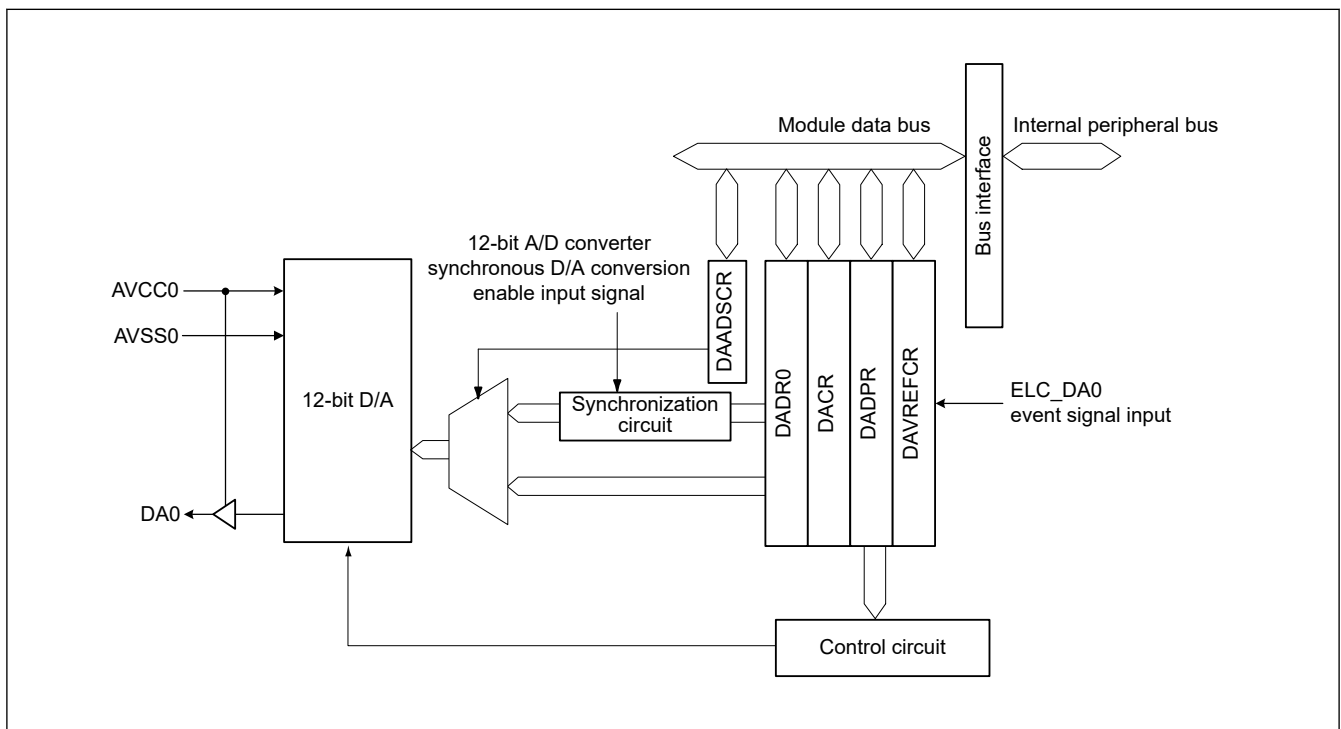 Module data bus
Internal peripheral bus
Bus interface
12-bit A/D converter
synchronous D/A conversion
enable input signal
AVCC0
AVSS0
12-bit D/A
DA0
DAADSCR
Synchronization
circuit
DADR0
DACR
DADPR
DAVREFCR
ELC_DA0
event signal input
Control circuit